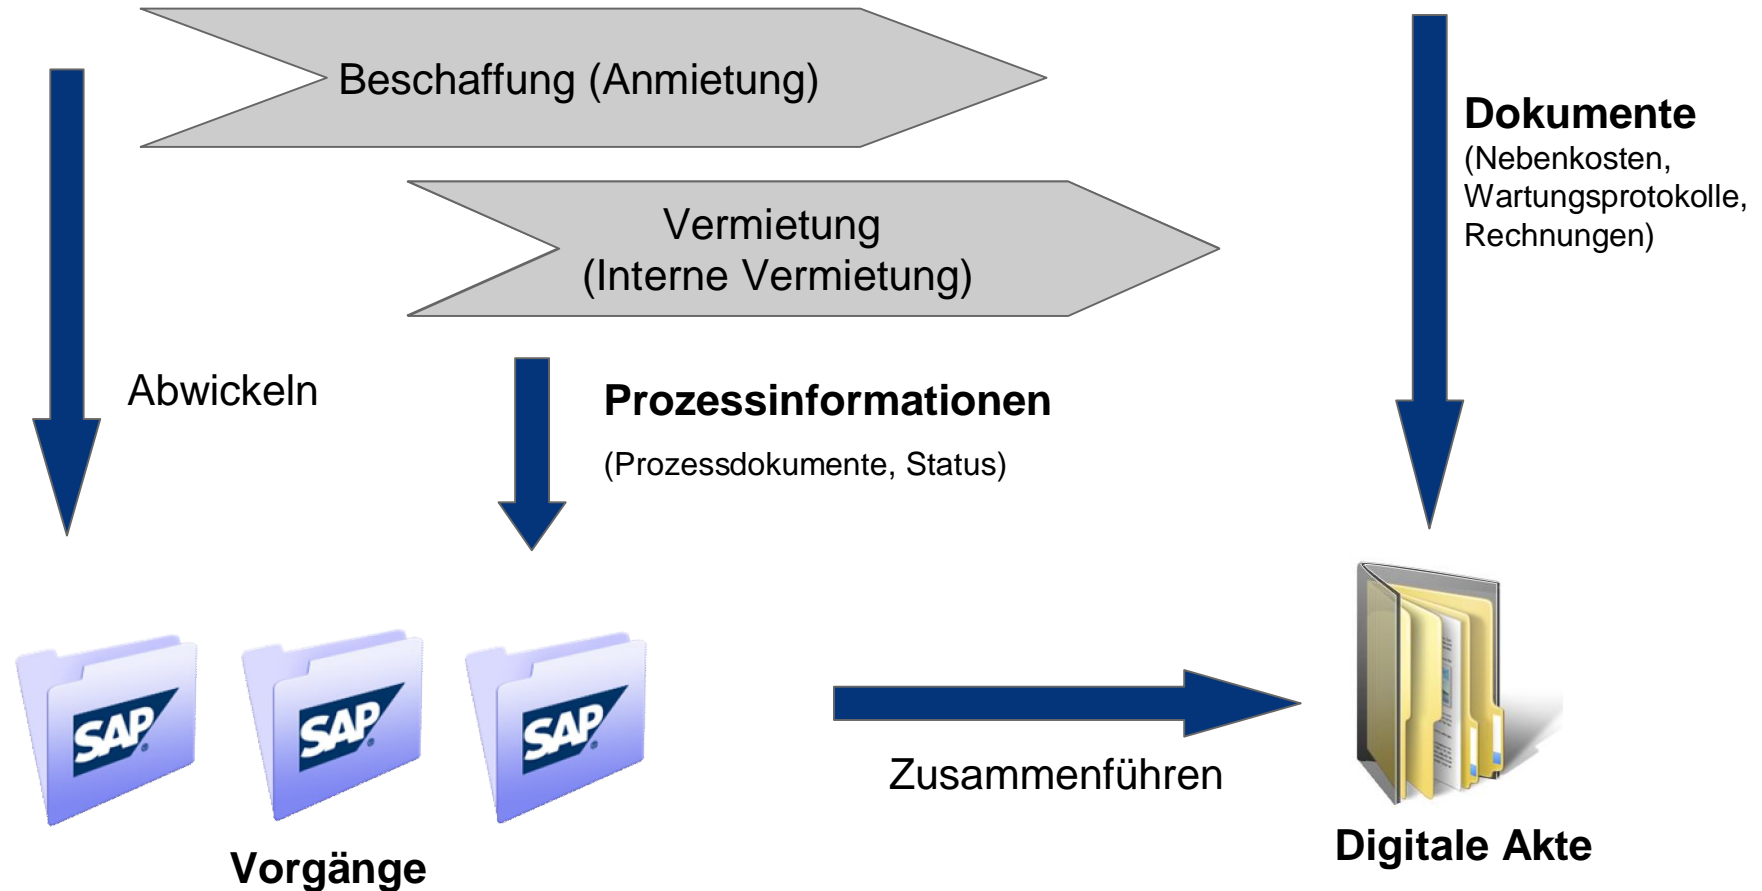 Beschaffung (Anmietung)
Dokumente
(Nebenkosten,
Wartungsprotokolle,
Rechnungen)
Vermietung
(Interne Vermietung)
Abwickeln
Prozessinformationen
(Prozessdokumente, Status)
SAP®
SAP®
SAP®
Zusammenführen
Vorgänge
Digitale Akte